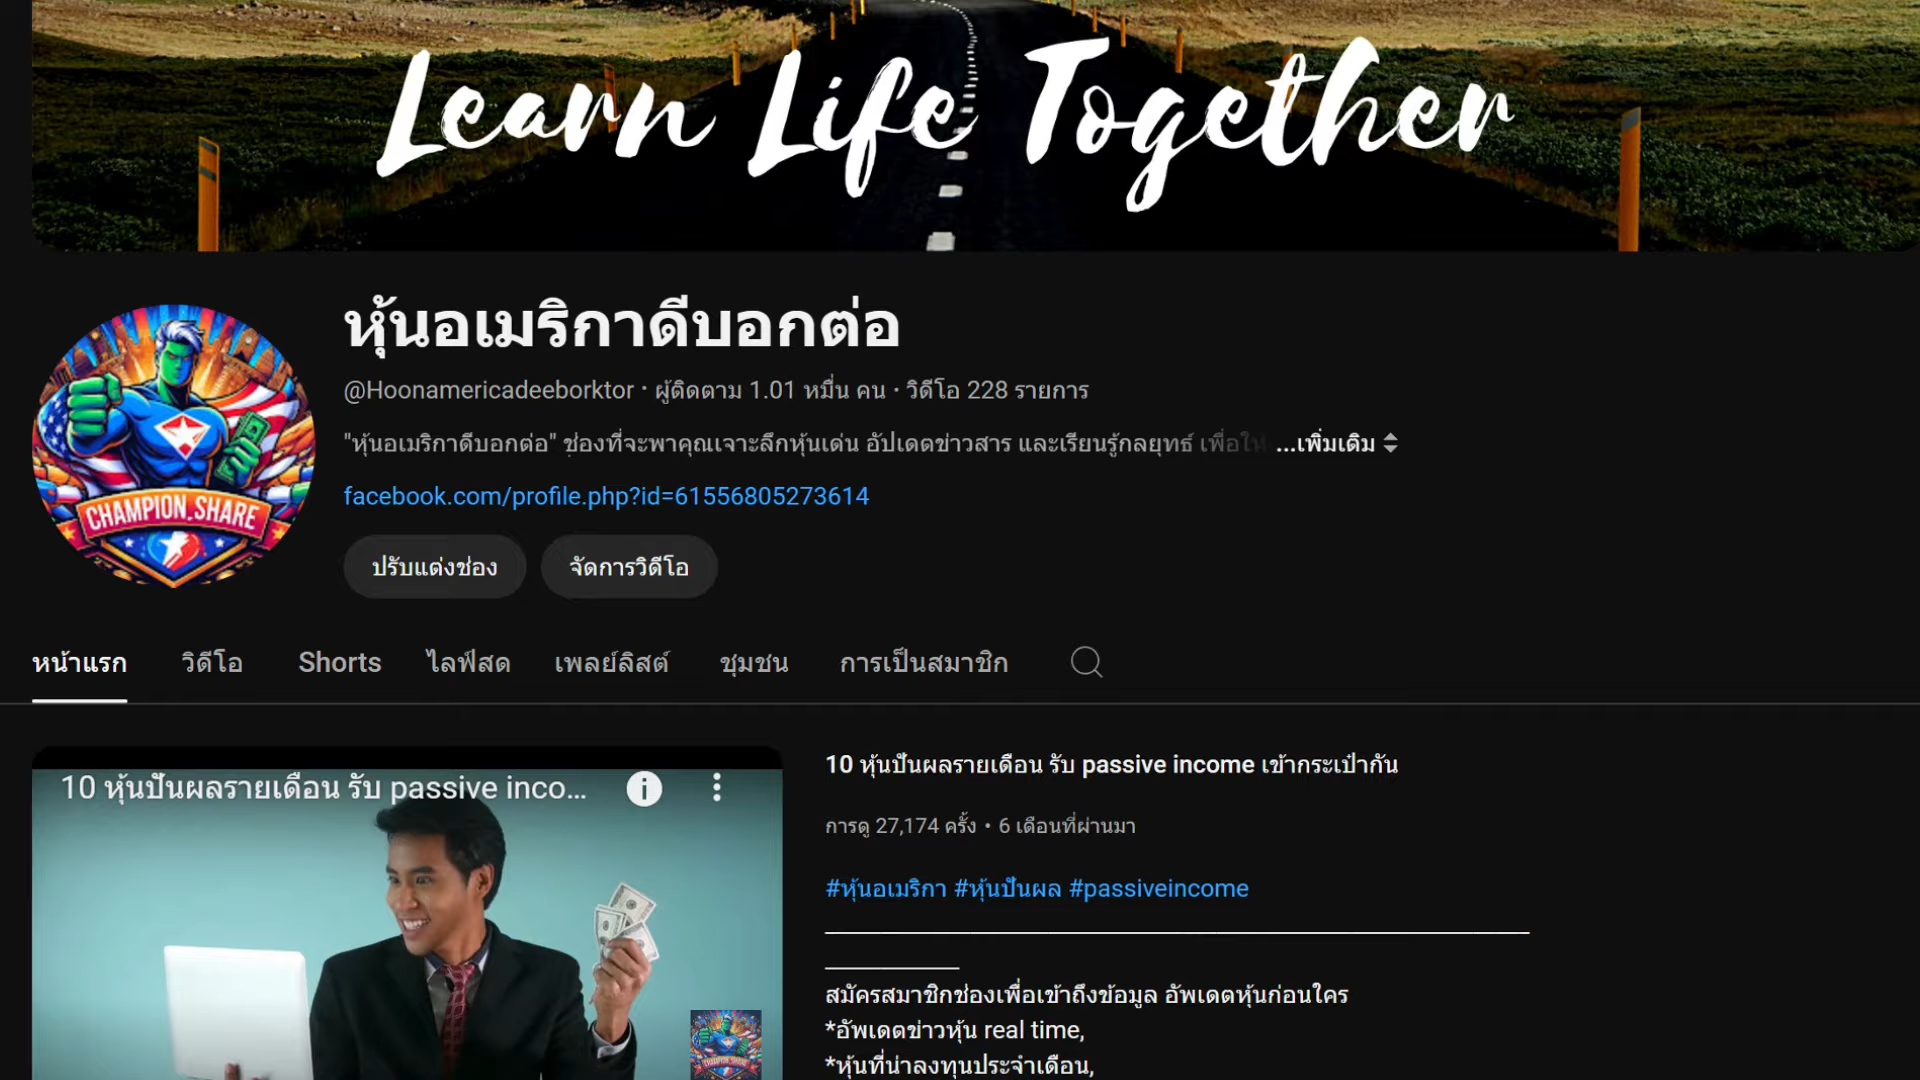 Learn Life Together
หุ้นอเมริกาดีบอกต่อ
@Hoonamericadeeborktor • ผู้ติดตาม 1.01 หมื่น คน • วิดีโอ 228 รายการ
"หุ้นอเมริกาดีบอกต่อ" ช่องที่จะพาคุณเจาะลึกหุ้นเด่น อัปเดตข่าวสาร และเรียนรู้กลยุทธ์ เพื่อให้ ...เพิ่มเติม
facebook.com/profile.php?id=61556805273614
CHAMPION.SHARE
ปรับแต่งช่อง จัดการวิดีโอ
หน้าแรก วิดีโอ Shorts ไลฟ์สด เพลย์ลิสต์ ชุมชน การเป็นสมาชิก
10 หุ้นปันผลรายเดือน รับ passive inco...
10 หุ้นปันผลรายเดือน รับ passive income เข้ากระเป๋ากัน
การดู 27,174 ครั้ง • 6 เดือนที่ผ่านมา
#หุ้นอเมริกา #หุ้นปันผล #passiveincome
สมัครสมาชิกช่องเพื่อเข้าถึงข้อมูล อัพเดตหุ้นก่อนใคร
*อัพเดตข่าวหุ้น real time,
*หุ้นที่น่าลงทุนประจำเดือน,
CHAMPION.SHARE